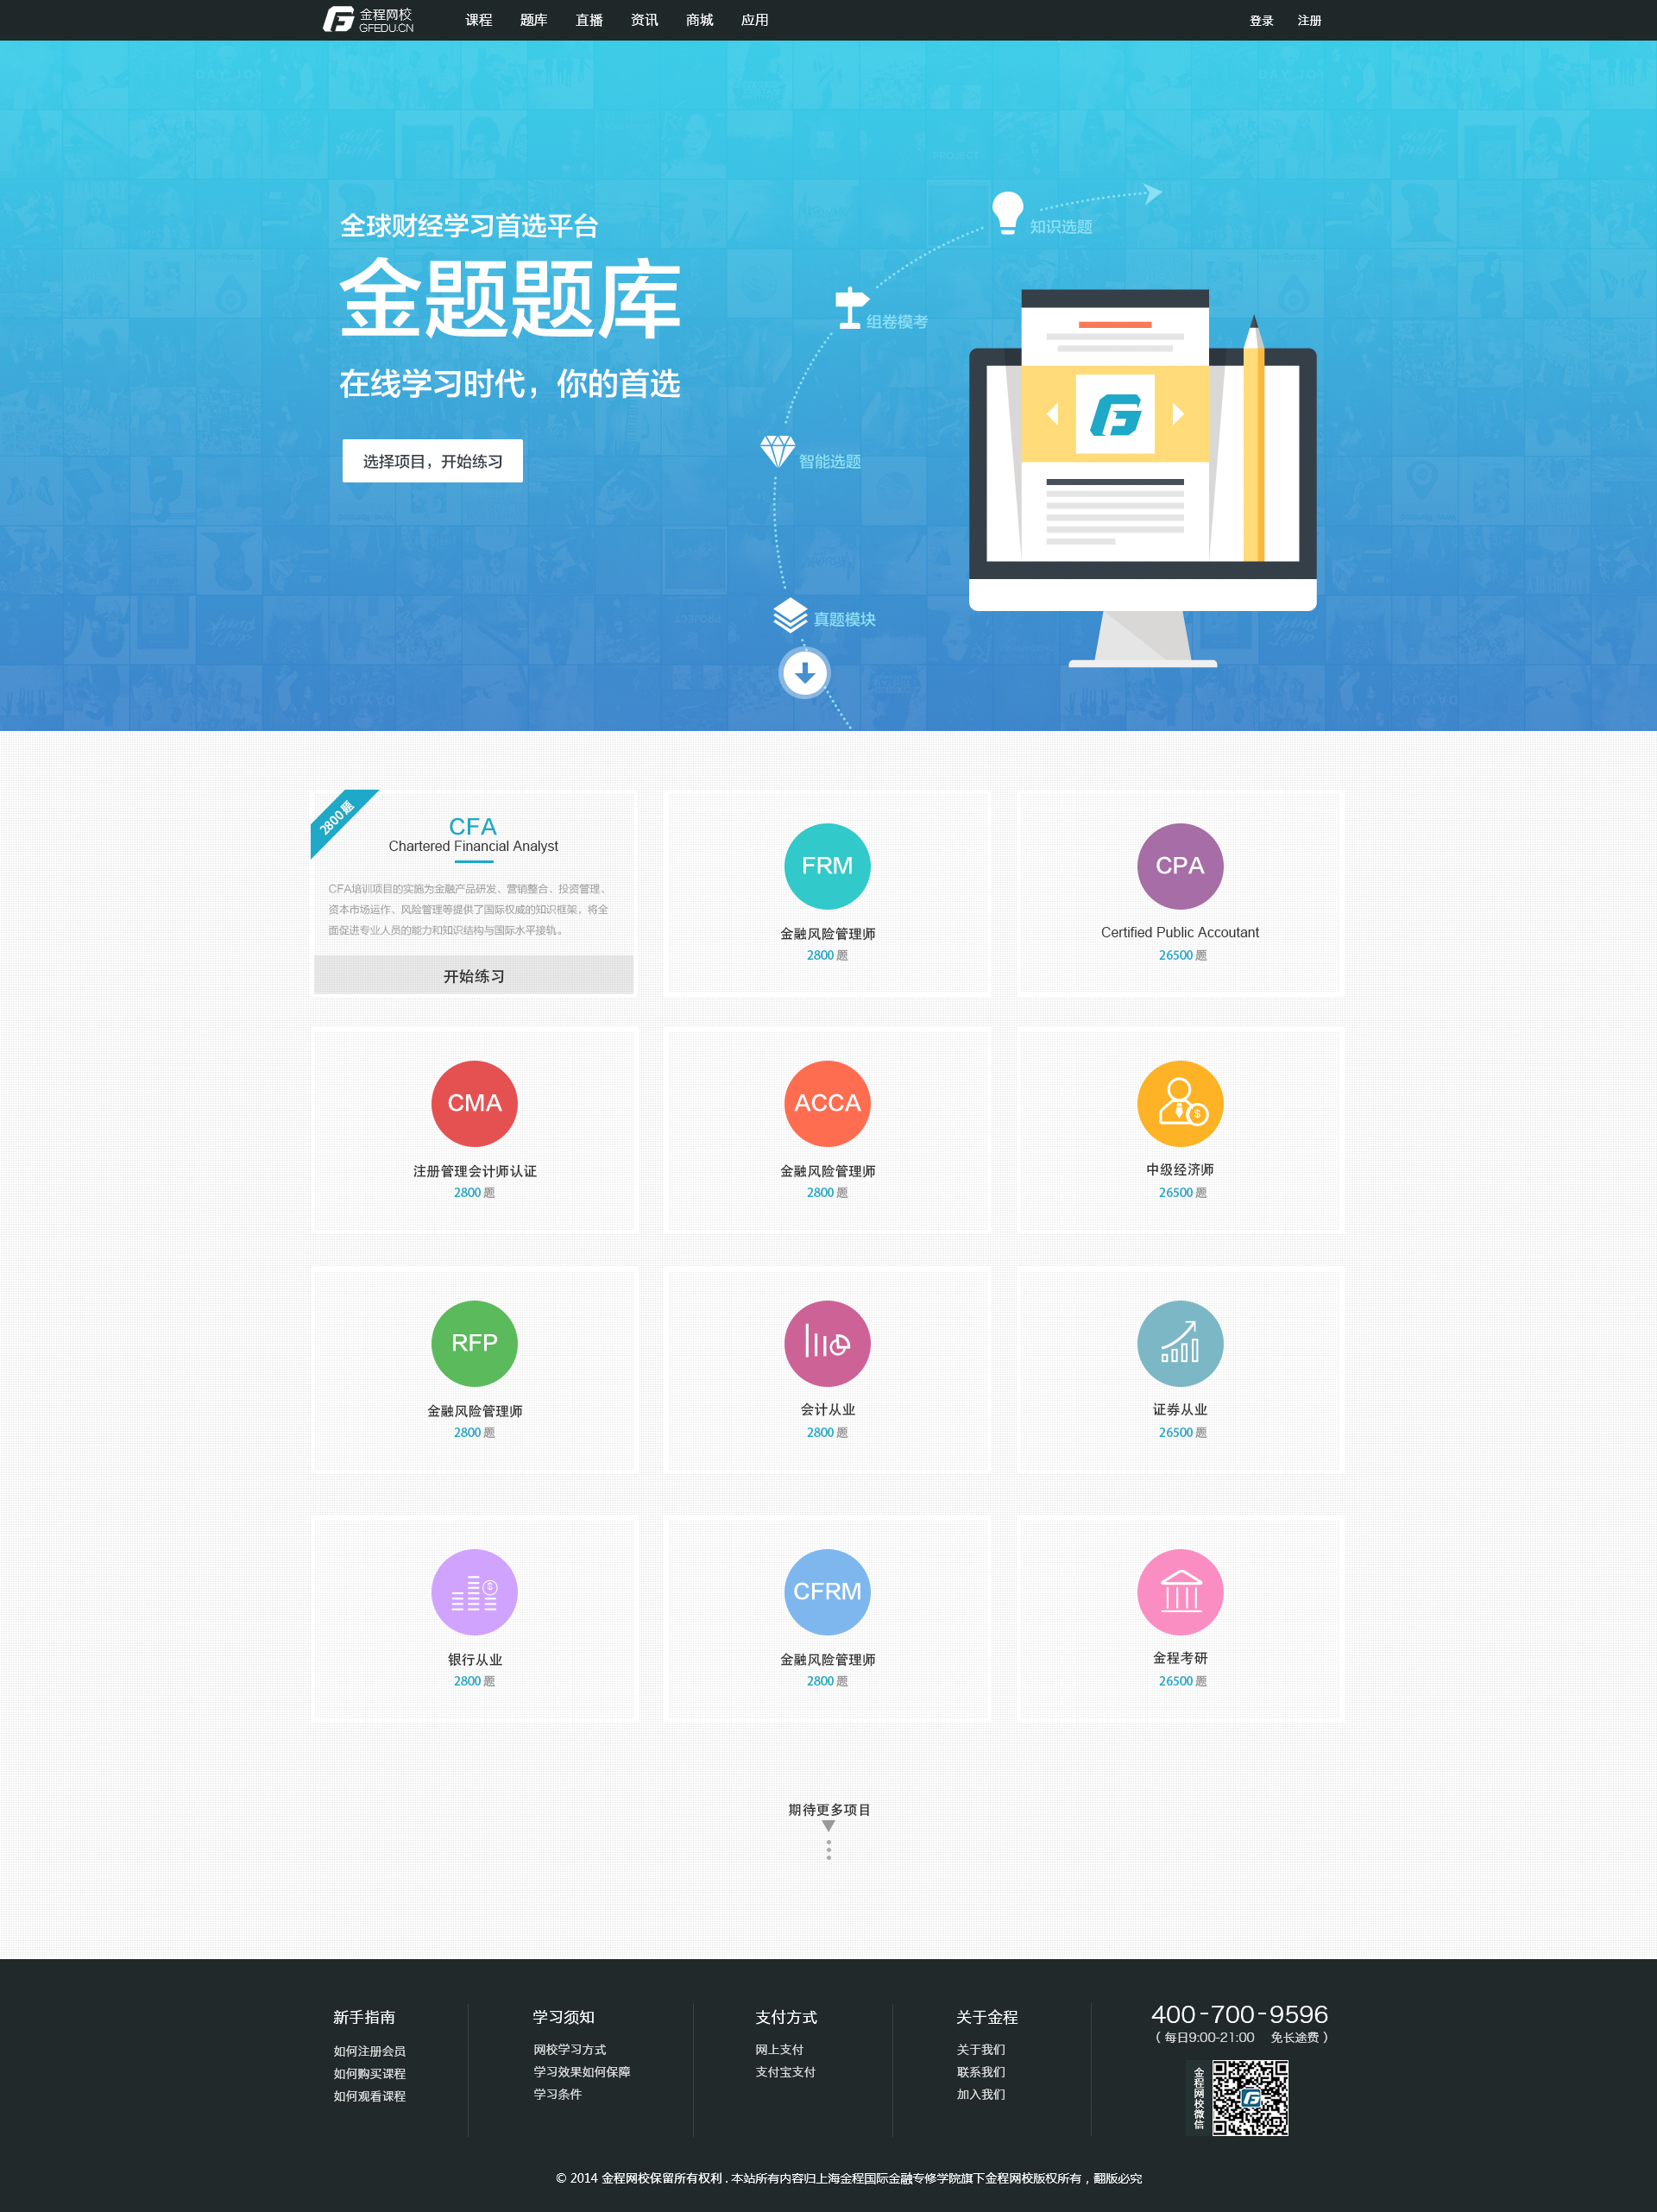 金程网校
GFEDU.CN
课程 题库 直播 资讯 商城 应用
登录 注册
全球财经学习首选平台
金题题库
在线学习时代，你的首选
选择项目，开始练习
知识选题
组卷模考
智能选题
真题模块
2800题
CFA
Chartered Financial Analyst
CFA培训项目的实施为金融产品研发、营销整合、投资管理、
资本市场运作、风险管理等提供了国际权威的知识框架，将全
面促进专业人员的能力和知识结构与国际水平接轨。
开始练习
FRM
金融风险管理师
2800 题
CPA
Certified Public Accoutant
26500 题
CMA
注册管理会计师认证
2800 题
ACCA
金融风险管理师
2800 题
中级经济师
26500 题
RFP
金融风险管理师
2800 题
会计从业
2800 题
证券从业
26500 题
银行从业
2800 题
CFRM
金融风险管理师
2800 题
金程考研
26500 题
期待更多项目
新手指南
如何注册会员
如何购买课程
如何观看课程
学习须知
网校学习方式
学习效果如何保障
学习条件
支付方式
网上支付
支付宝支付
关于金程
关于我们
联系我们
加入我们
400-700-9596
（ 每日9:00-21:00 免长途费 ）
金程网校微信
© 2014 金程网校保留所有权利 . 本站所有内容归上海金程国际金融专修学院旗下金程网校版权所有，翻版必究